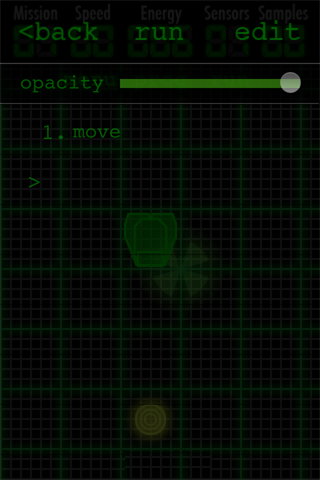 Mission Speed Energy Sensors Samples
<back run edit
opacity
1. move
>